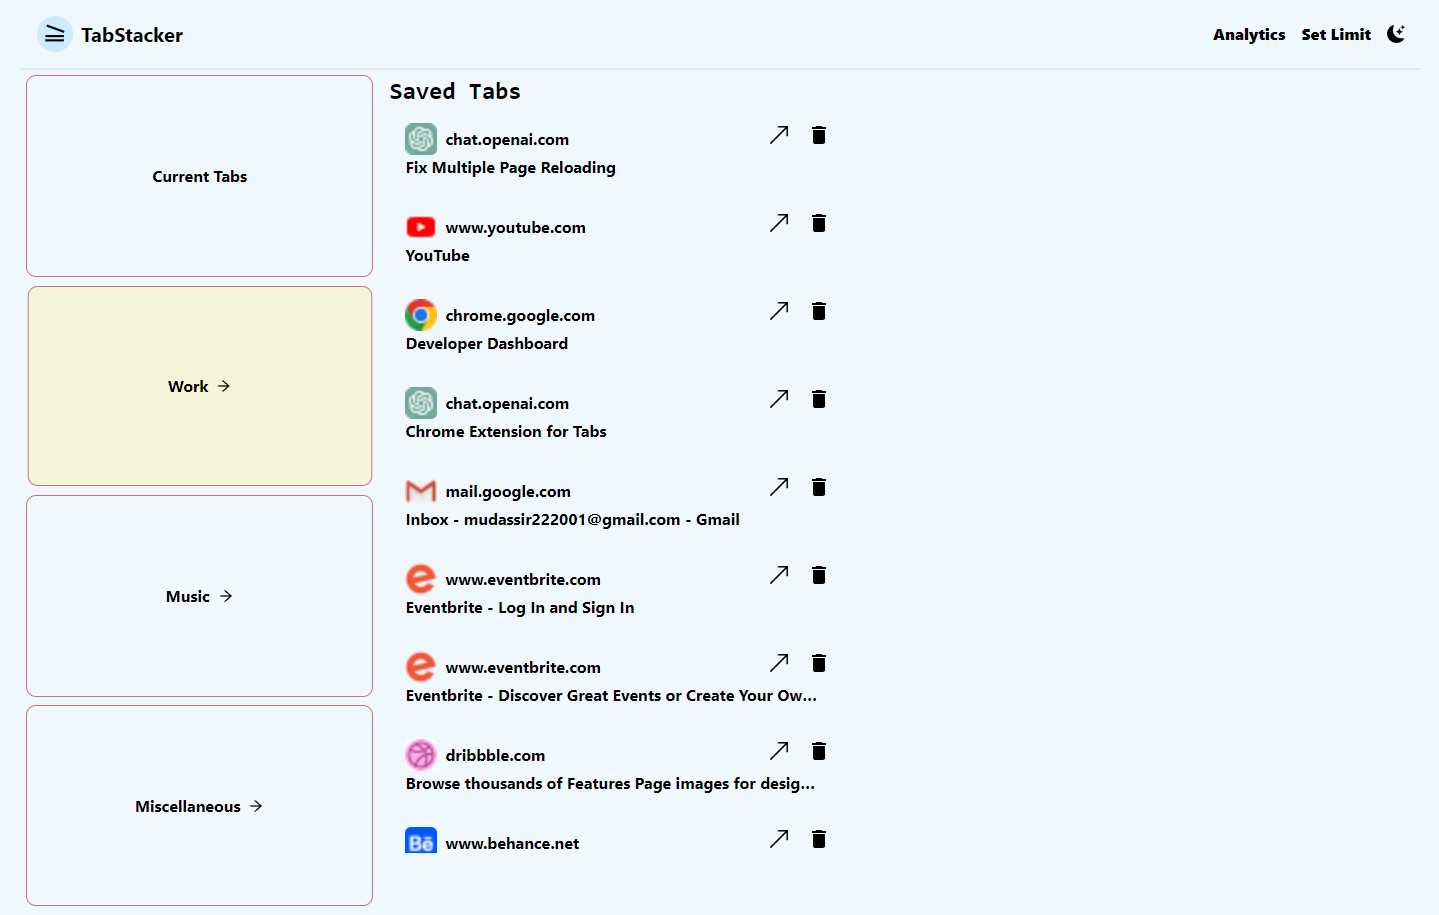 TabStacker
Analytics
Set Limit
Current Tabs
Work
Music
Miscellaneous
Saved Tabs
chat.openai.com
Fix Multiple Page Reloading
www.youtube.com
YouTube
chrome.google.com
Developer Dashboard
chat.openai.com
Chrome Extension for Tabs
mail.google.com
Inbox - mudassir222001@gmail.com - Gmail
www.eventbrite.com
Eventbrite - Log In and Sign In
www.eventbrite.com
Eventbrite - Discover Great Events or Create Your Ow...
dribbble.com
Browse thousands of Features Page images for desig...
Bē
www.behance.net